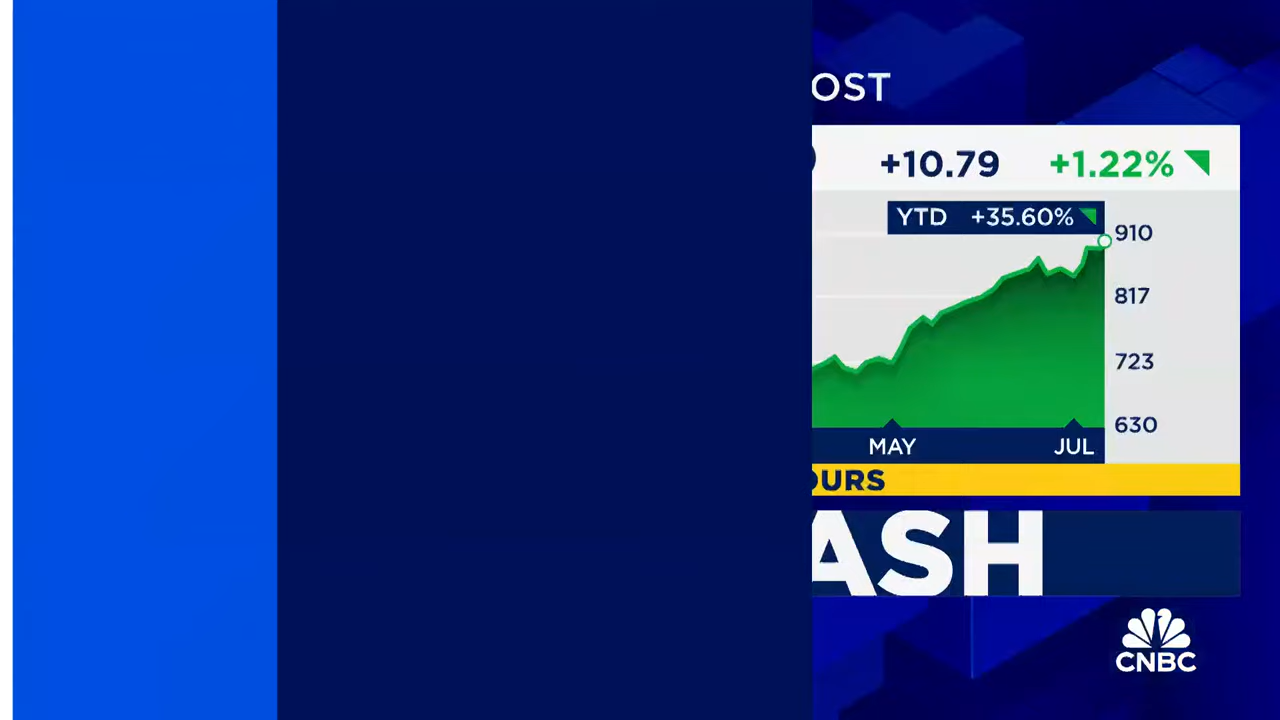 OST
+10.79 +1.22%
YTD +35.60%
910
817
723
630
MAY JUL
OURS
ASH
CNBC